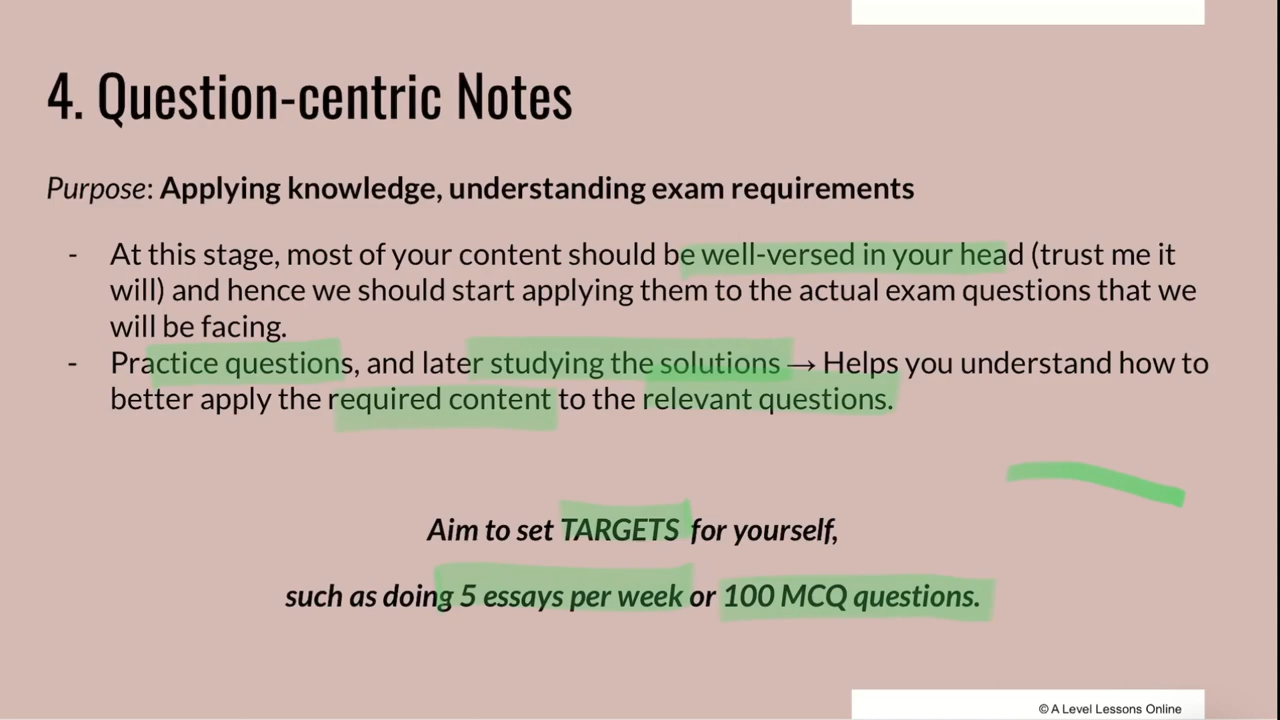 4. Question-centric Notes
Purpose: Applying knowledge, understanding exam requirements
- At this stage, most of your content should be well-versed in your head (trust me it
will) and hence we should start applying them to the actual exam questions that we
will be facing.
- Practice questions, and later studying the solutions → Helps you understand how to
better apply the required content to the relevant questions.
Aim to set TARGETS for yourself,
such as doing 5 essays per week or 100 MCQ questions.
© A Level Lessons Online